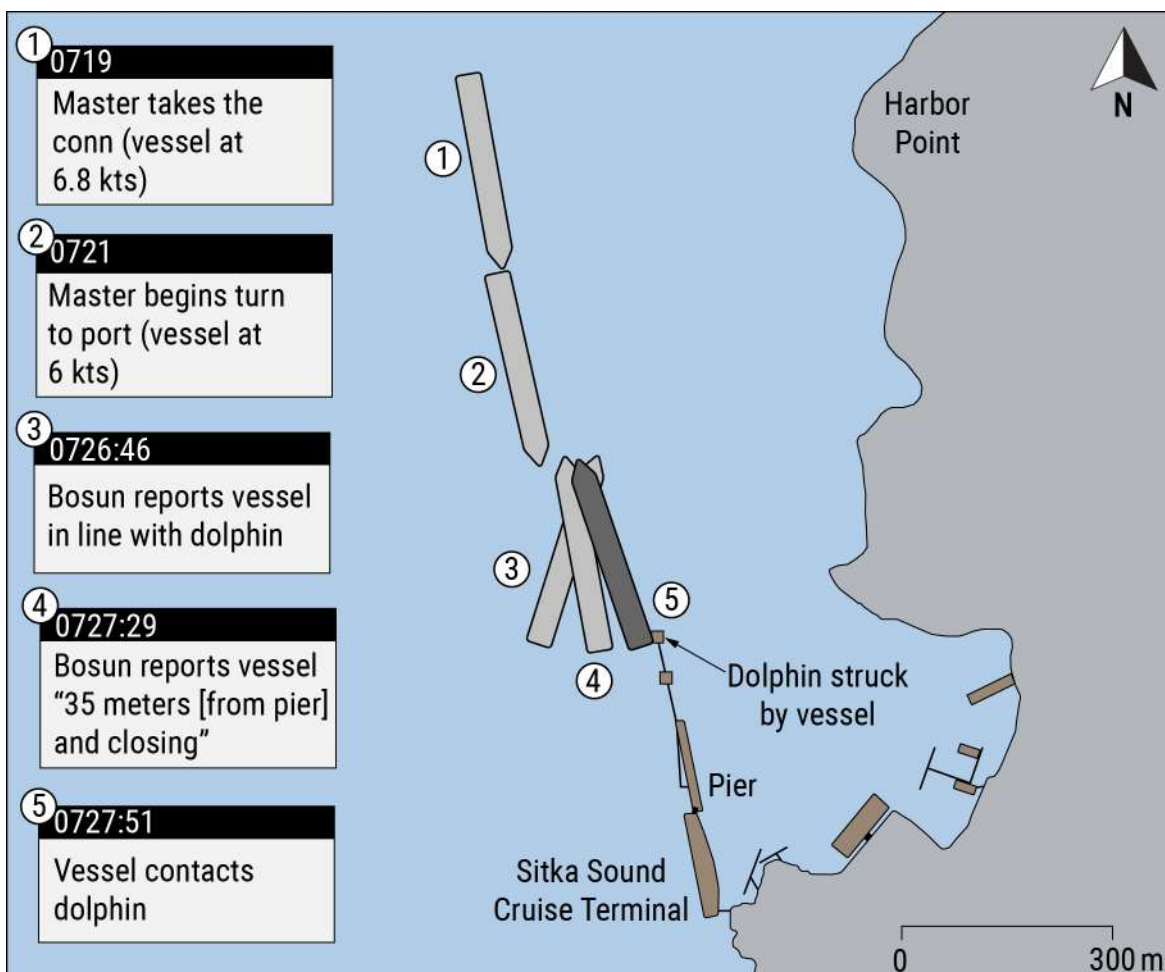 1
0719
Master takes the
conn (vessel at
6.8 kts)
2
0721
Master begins turn
to port (vessel at
6 kts)
3
0726:46
Bosun reports vessel
in line with dolphin
4
0727:29
Bosun reports vessel
“35 meters [from pier]
and closing”
5
0727:51
Vessel contacts
dolphin
1
2
3
4
5
Harbor
Point
N
Dolphin struck
by vessel
Pier
Sitka Sound
Cruise Terminal
0 300 m